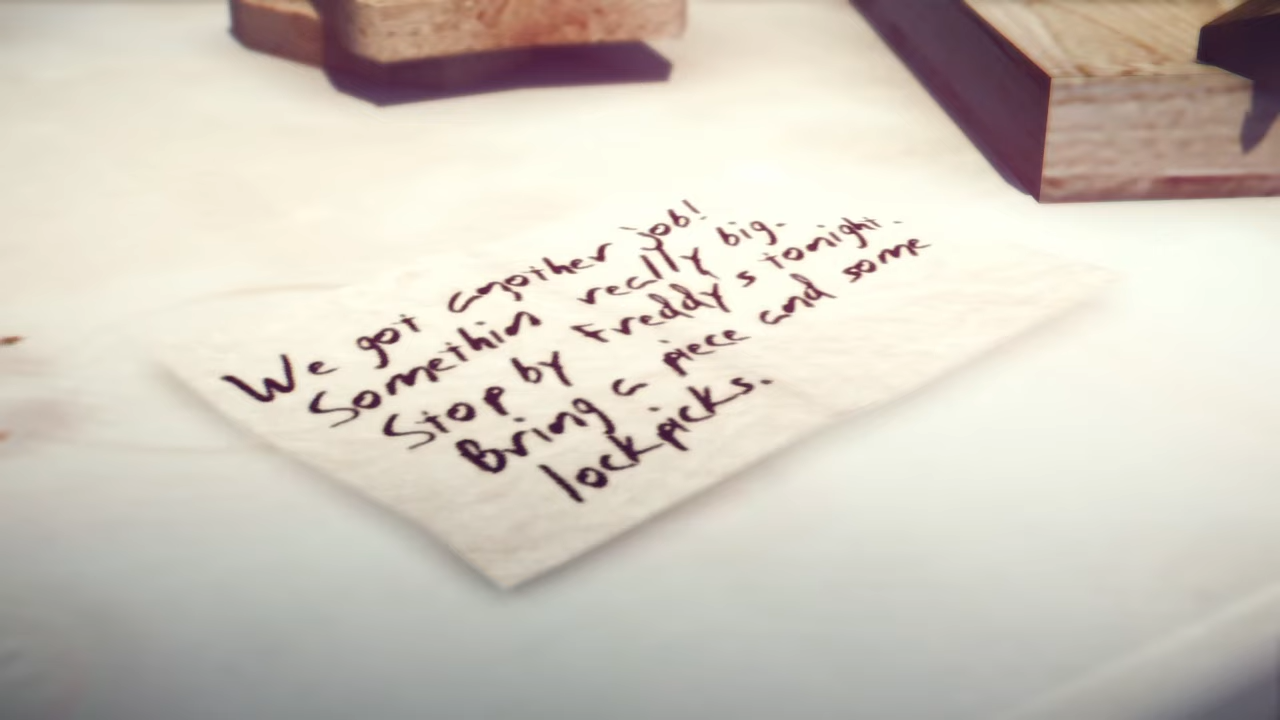 We got another job!
Somethin really big.
Stop by Freddy s tonight.
Bring a piece and some
lockpicks.